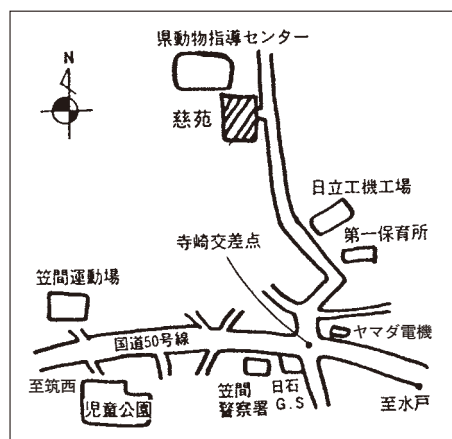 県動物指導センター
N
慈苑
日立工機工場
第一保育所
寺崎交差点
笠間運動場
ヤマダ電機
国道50号線
至筑西
児童公園
笠間
警察署
日石
G.S
至水戸